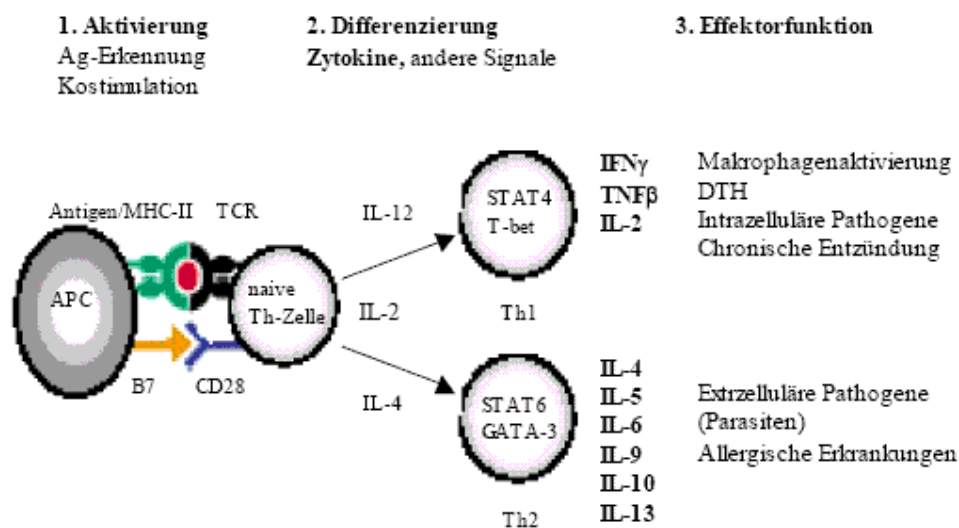 1. Aktivierung
Ag-Erkennung
Kostimulation
2. Differenzierung
Zytokine, andere Signale
3. Effektorfunktion
Antigen/MHC-II TCR
APC
B7 CD28
naive
Th-Zelle
IL-12
IL-2
IL-4
STAT4
T-bet
Th1
IFNγ
TNFβ
IL-2
Makrophagenaktivierung
DTH
Intrazelluläre Pathogene
Chronische Entzündung
STAT6
GATA-3
Th2
IL-4
IL-5
IL-6
IL-9
IL-10
IL-13
Extrzelluläre Pathogene
(Parasiten)
Allergische Erkrankungen